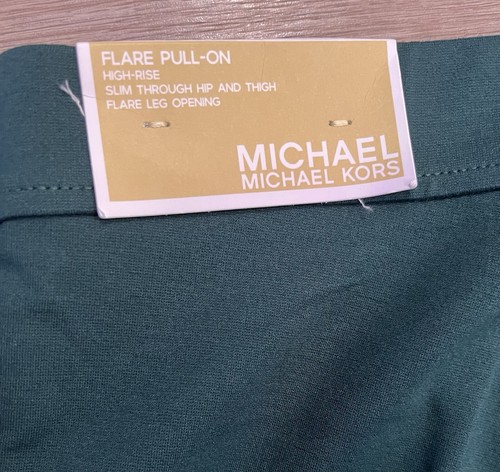 FLARE PULL-ON
HIGH-RISE
SLIM THROUGH HIP AND THIGH
FLARE LEG OPENING
MICHAEL
MICHAEL KORS